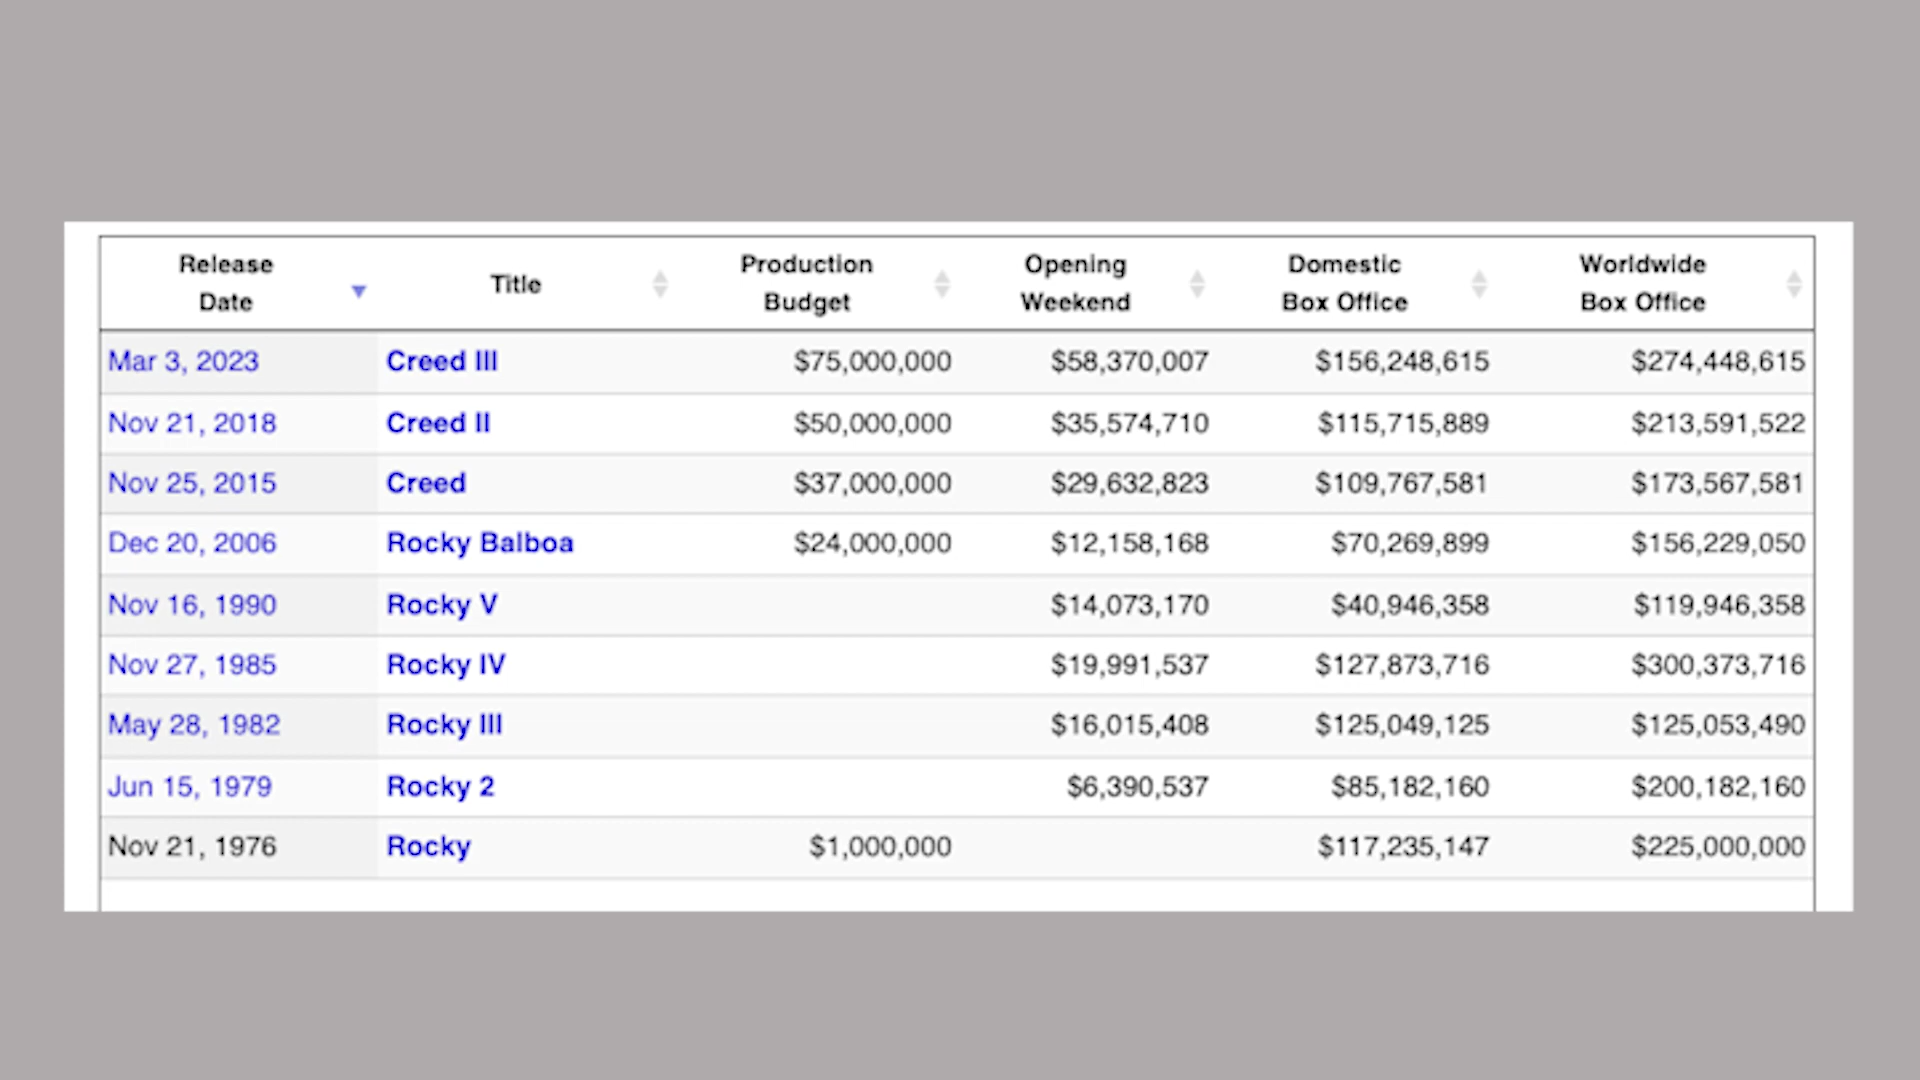 Release Date Title Production Budget Opening Weekend Domestic Box Office Worldwide Box Office
Mar 3, 2023 Creed III $75,000,000 $58,370,007 $156,248,615 $274,448,615
Nov 21, 2018 Creed II $50,000,000 $35,574,710 $115,715,889 $213,591,522
Nov 25, 2015 Creed $37,000,000 $29,632,823 $109,767,581 $173,567,581
Dec 20, 2006 Rocky Balboa $24,000,000 $12,158,168 $70,269,899 $156,229,050
Nov 16, 1990 Rocky V $14,073,170 $40,946,358 $119,946,358
Nov 27, 1985 Rocky IV $19,991,537 $127,873,716 $300,373,716
May 28, 1982 Rocky III $16,015,408 $125,049,125 $125,053,490
Jun 15, 1979 Rocky 2 $6,390,537 $85,182,160 $200,182,160
Nov 21, 1976 Rocky $1,000,000 $117,235,147 $225,000,000